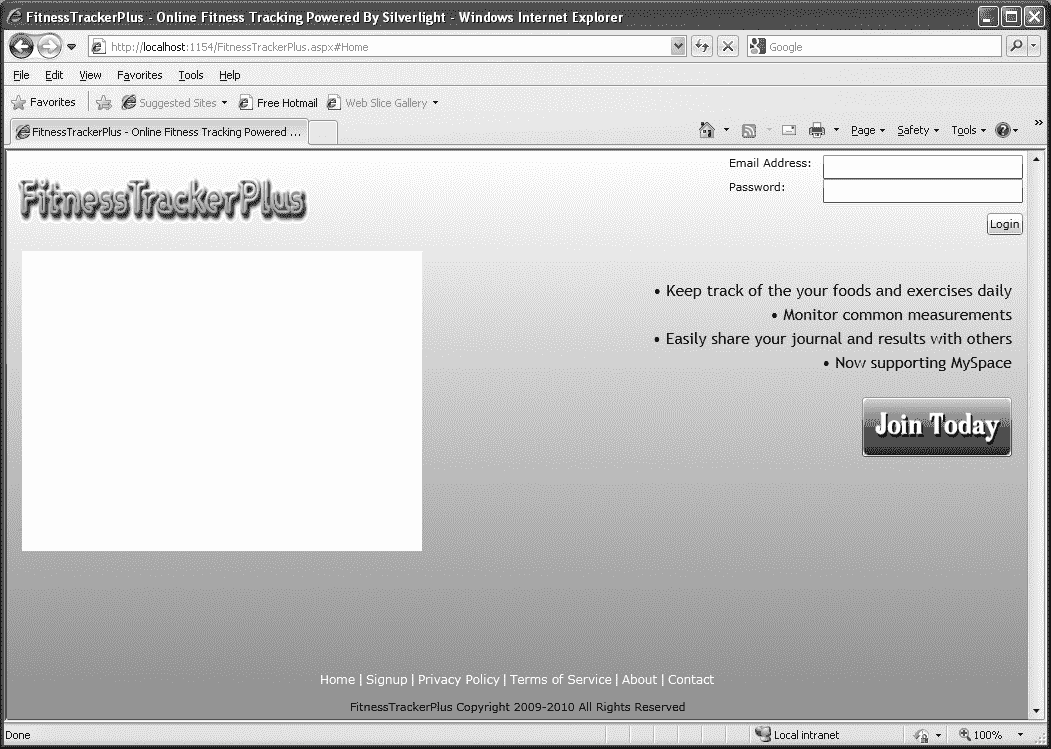 FitnessTrackerPlus - Online Fitness Tracking Powered By Silverlight - Windows Internet Explorer
http://localhost:1154/FitnessTrackerPlus.aspx#Home
Google
File Edit View Favorites Tools Help
Favorites Suggested Sites Free Hotmail Web Slice Gallery
FitnessTrackerPlus - Online Fitness Tracking Powered ...
Page Safety Tools
FitnessTrackerPlus
Email Address:
Password:
Login
• Keep track of the your foods and exercises daily
• Monitor common measurements
• Easily share your journal and results with others
• Now supporting MySpace
Join Today
Home | Signup | Privacy Policy | Terms of Service | About | Contact
FitnessTrackerPlus Copyright 2009-2010 All Rights Reserved
Done Local intranet 100%